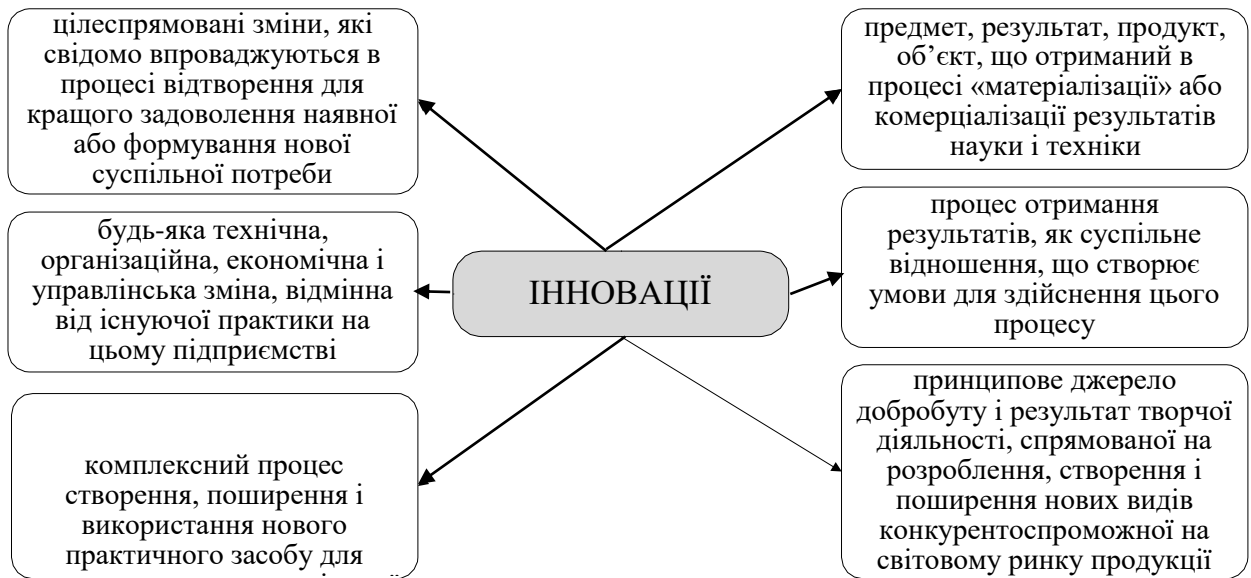 цілеспрямовані зміни, які
свідомо впроваджуються в
процесі відтворення для
кращого задоволення наявної
або формування нової
суспільної потреби
будь-яка технічна,
організаційна, економічна і
управлінська зміна, відмінна
від існуючої практики на
цьому підприємстві
комплексний процес
створення, поширення і
використання нового
практичного засобу для
ІННОВАЦІЇ
предмет, результат, продукт,
об’єкт, що отриманий в
процесі «матеріалізації» або
комерціалізації результатів
науки і техніки
процес отримання
результатів, як суспільне
відношення, що створює
умови для здійснення цього
процесу
принципове джерело
добробуту і результат творчої
діяльності, спрямованої на
розроблення, створення і
поширення нових видів
конкурентоспроможної на
світовому ринку продукції